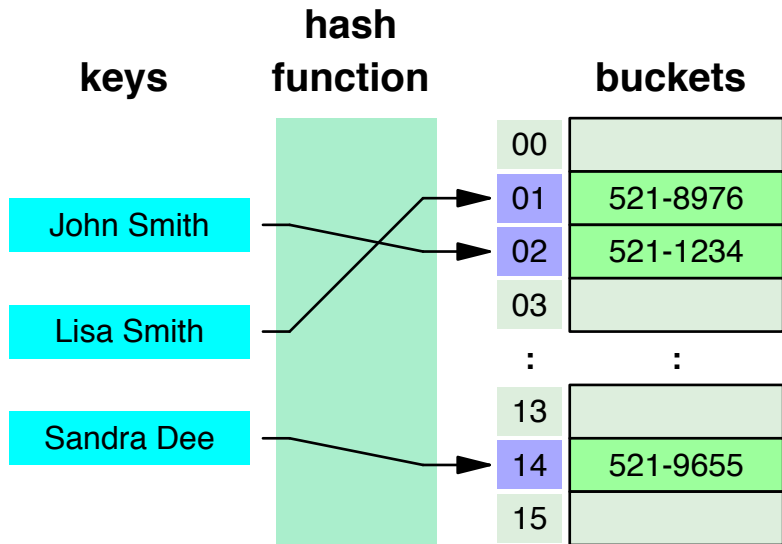 hash
keys function buckets
00
01 521-8976
John Smith
02 521-1234
03
Lisa Smith
: :
13
Sandra Dee
14 521-9655
15